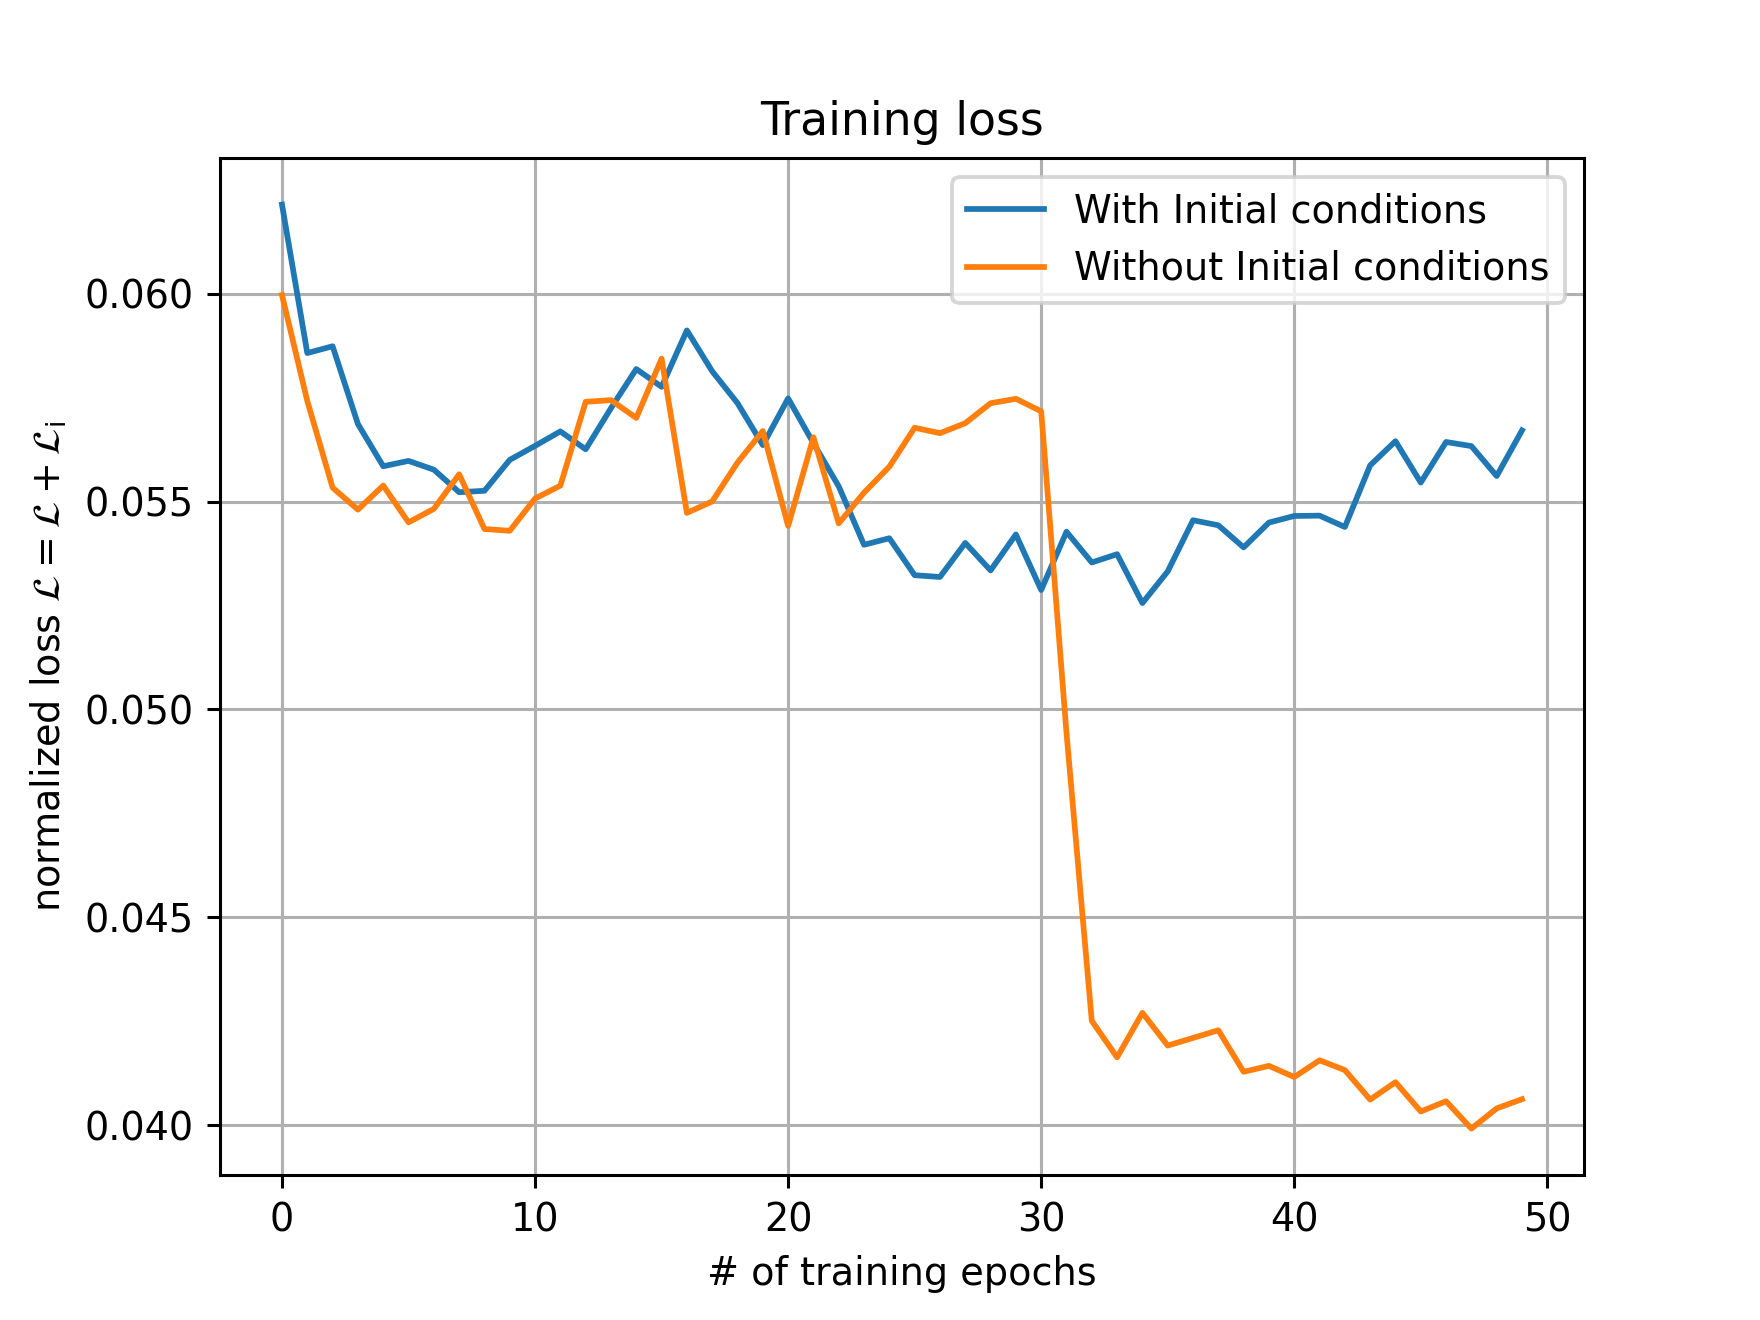 Training loss
With Initial conditions
Without Initial conditions
normalized loss ℒ = ℒ + ℒi
0.060
0.055
0.050
0.045
0.040
0 10 20 30 40 50
# of training epochs